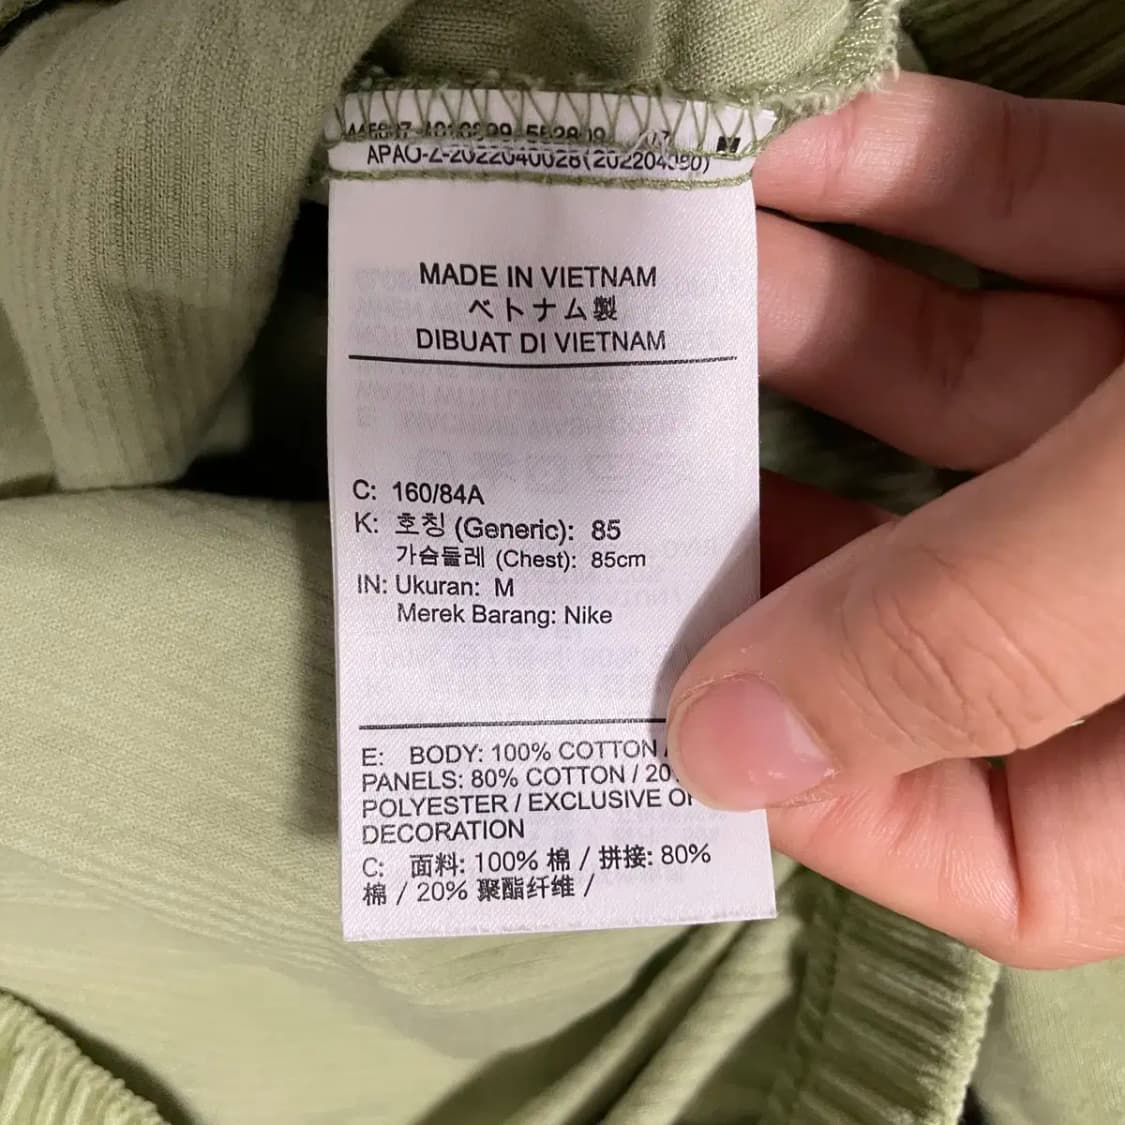 APAO-Z-2022040028(202204090)
MADE IN VIETNAM
ベトナム製
DIBUAT DI VIETNAM
C: 160/84A
K: 호칭 (Generic): 85
가슴둘레 (Chest): 85cm
IN: Ukuran: M
Merek Barang: Nike
E: BODY: 100% COTTON /
PANELS: 80% COTTON / 20
POLYESTER / EXCLUSIVE OF
DECORATION
C: 面料: 100% 棉 / 拼接: 80%
棉 / 20% 聚酯纤维 /